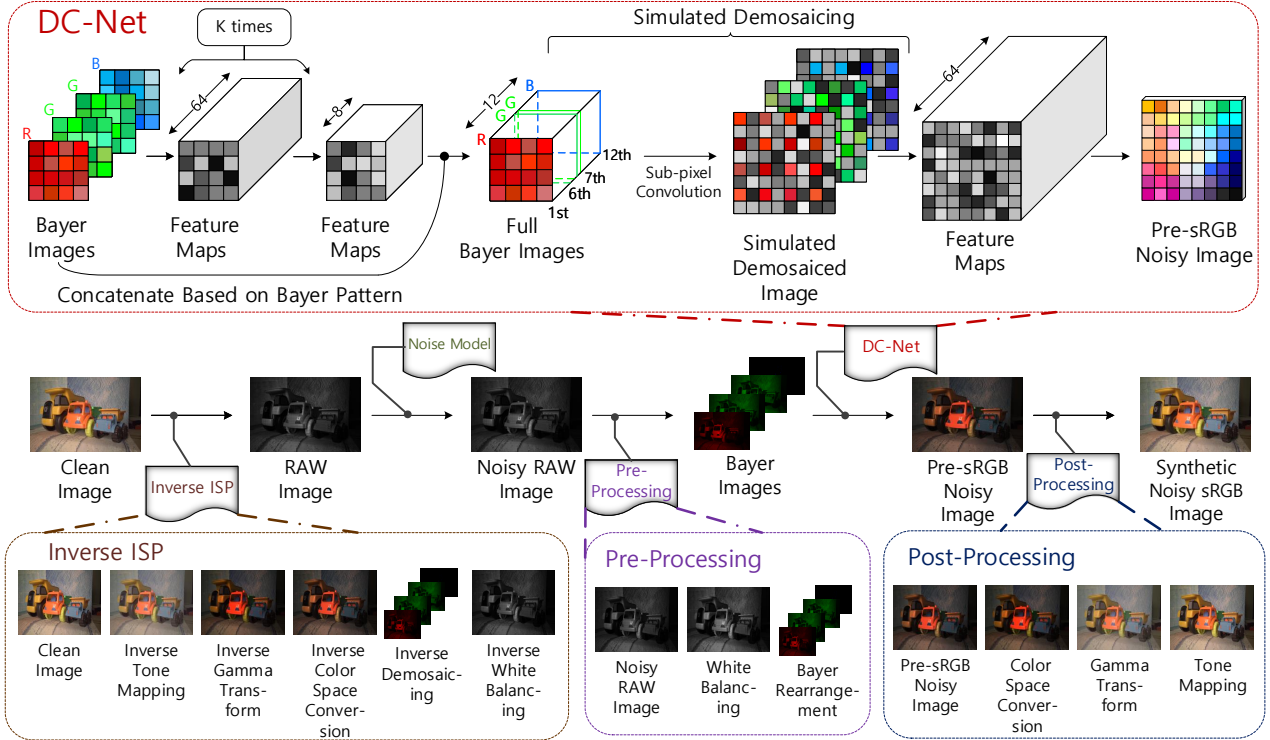 DC-Net
K times
Simulated Demosaicing
B
G
G
R
64
8
12
B
G
G
R
12th
7th
6th
1st
Sub-pixel
Convolution
64
Bayer
Images
Feature
Maps
Feature
Maps
Full
Bayer Images
Simulated
Demosaiced
Image
Feature
Maps
Pre-sRGB
Noisy Image
Concatenate Based on Bayer Pattern
Noise Model
DC-Net
Clean
Image
RAW
Image
Noisy RAW
Image
Bayer
Images
Pre-sRGB
Noisy
Image
Synthetic
Noisy sRGB
Image
Inverse ISP
Pre-
Processing
Post-
Processing
Inverse ISP
Clean
Image
Inverse
Tone
Mapping
Inverse
Gamma
Trans-
form
Inverse
Color
Space
Conver-
sion
Inverse
Demosaic-
ing
Inverse
White
Balanc-
ing
Pre-Processing
Noisy
RAW
Image
White
Balanc-
ing
Bayer
Rearrange-
ment
Post-Processing
Pre-sRGB
Noisy
Image
Color
Space
Conver-
sion
Gamma
Trans-
form
Tone
Mapping